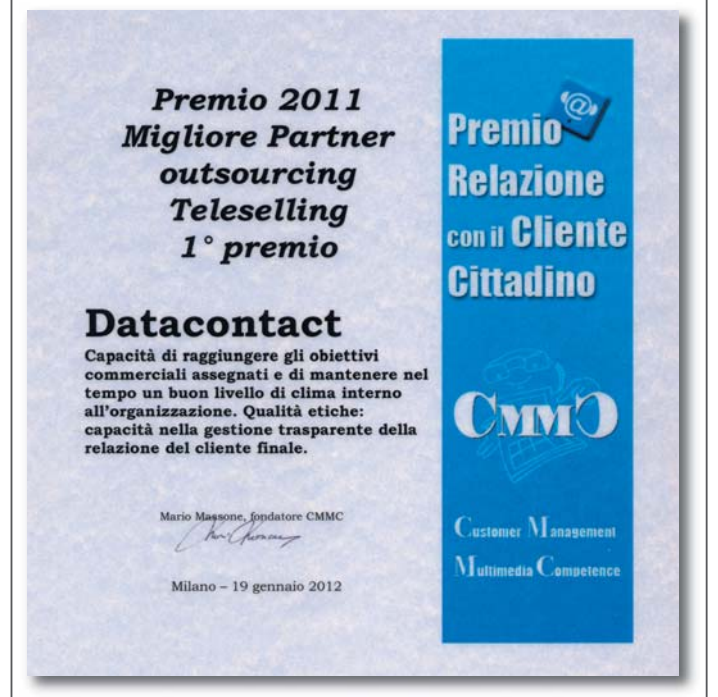 Premio 2011
Migliore Partner
outsourcing
Teleselling
1° premio
Datacontact
Capacità di raggiungere gli obiettivi
commerciali assegnati e di mantenere nel
tempo un buon livello di clima interno
all'organizzazione. Qualità etiche:
capacità nella gestione trasparente della
relazione del cliente finale.
Mario Massone, fondatore CMMC
Milano – 19 gennaio 2012
@
Premio
Relazione
con il Cliente
Cittadino
CMMC
Customer Management
Multimedia Competence